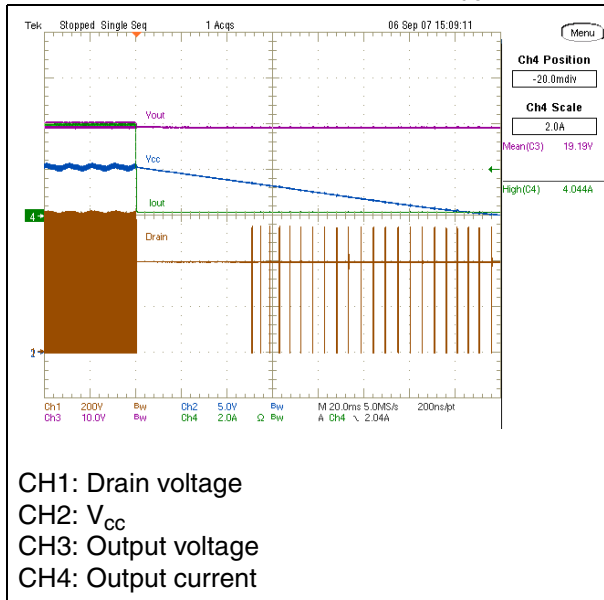 Tek Stopped Single Seq 1 Acqs 06 Sep 07 15:09:11
Menu
Ch4 Position
-20.0mdiv
Ch4 Scale
2.0A
Mean(C3) 19.19V
High(C4) 4.044A
Vout
Vcc
Iout
4
Drain
Ch1 200V Bw Ch2 5.0V Bw M 20.0ms 5.0MS/s 200ns/pt
Ch3 10.0V Bw Ch4 2.0A Ω Bw A Ch4 \ 2.04A
CH1: Drain voltage
CH2: Vcc
CH3: Output voltage
CH4: Output current